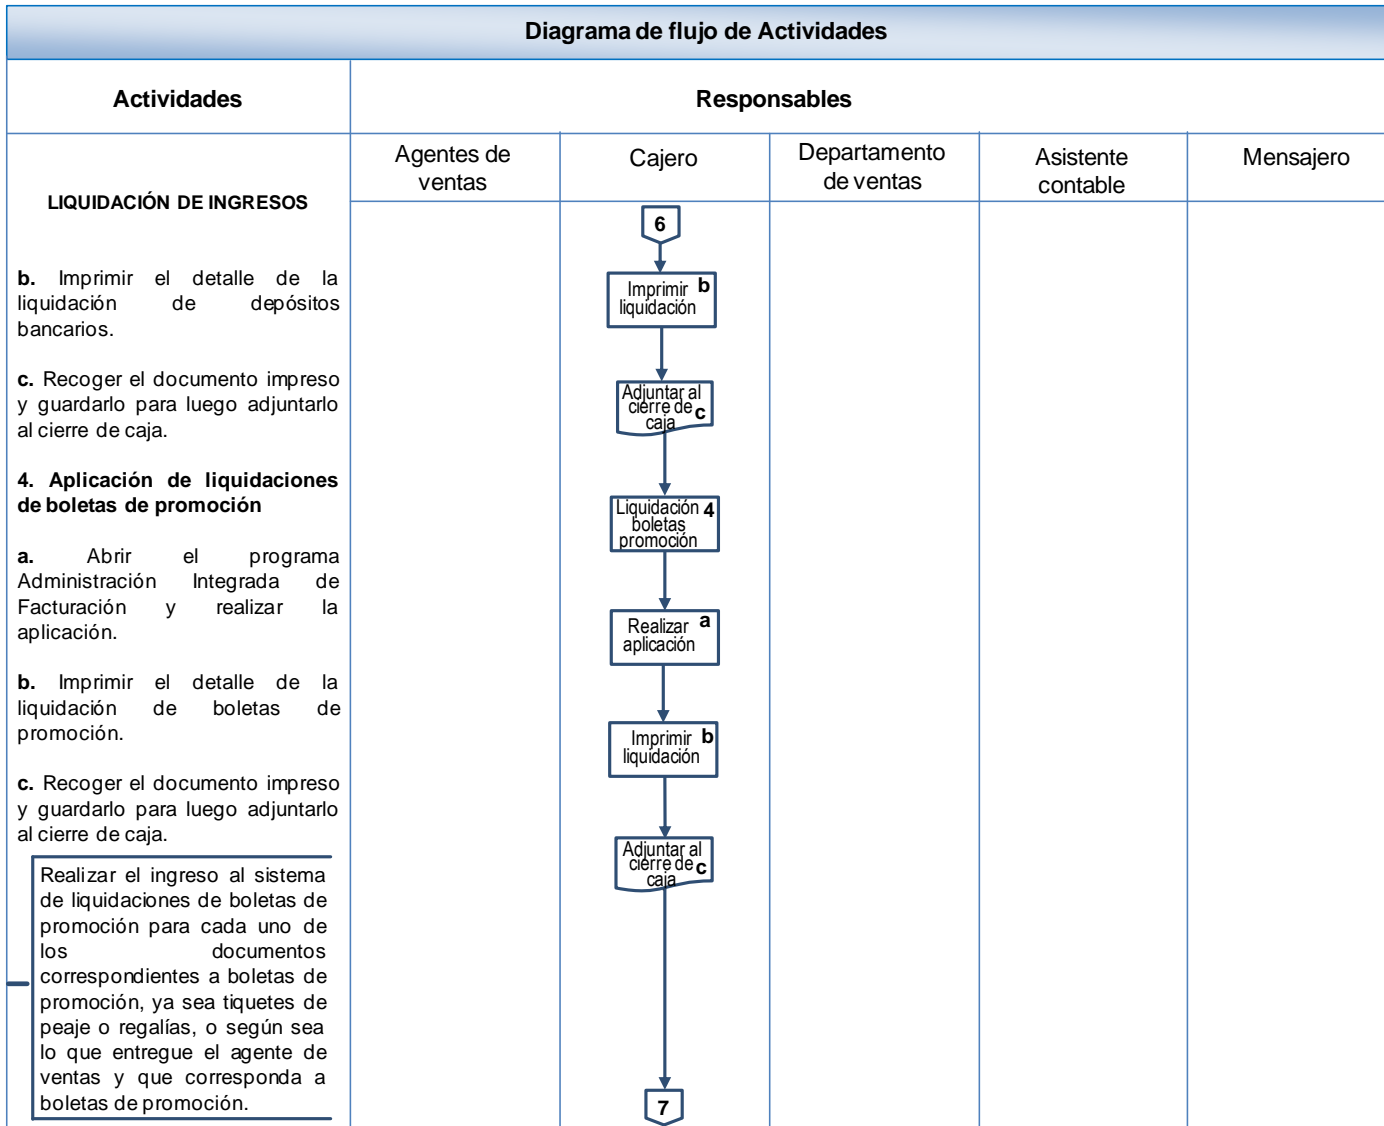 Diagrama de flujo de Actividades
Actividades
Responsables
LIQUIDACIÓN DE INGRESOS
Agentes de
ventas
Cajero
Departamento
de ventas
Asistente
contable
Mensajero
b. Imprimir el detalle de la
liquidación de depósitos
bancarios.
c. Recoger el documento impreso
y guardarlo para luego adjuntarlo
al cierre de caja.
4. Aplicación de liquidaciones
de boletas de promoción
a. Abrir el programa
Administración Integrada de
Facturación y realizar la
aplicación.
b. Imprimir el detalle de la
liquidación de boletas de
promoción.
c. Recoger el documento impreso
y guardarlo para luego adjuntarlo
al cierre de caja.
Realizar el ingreso al sistema
de liquidaciones de boletas de
promoción para cada uno de
los documentos
correspondientes a boletas de
promoción, ya sea tiquetes de
peaje o regalías, o según sea
lo que entregue el agente de
ventas y que corresponda a
boletas de promoción.
6
Imprimir b
liquidación
Adjuntar al
cierre de c
caja
Liquidación 4
boletas
promoción
Realizar a
aplicación
Imprimir b
liquidación
Adjuntar al
cierre de c
caja
7